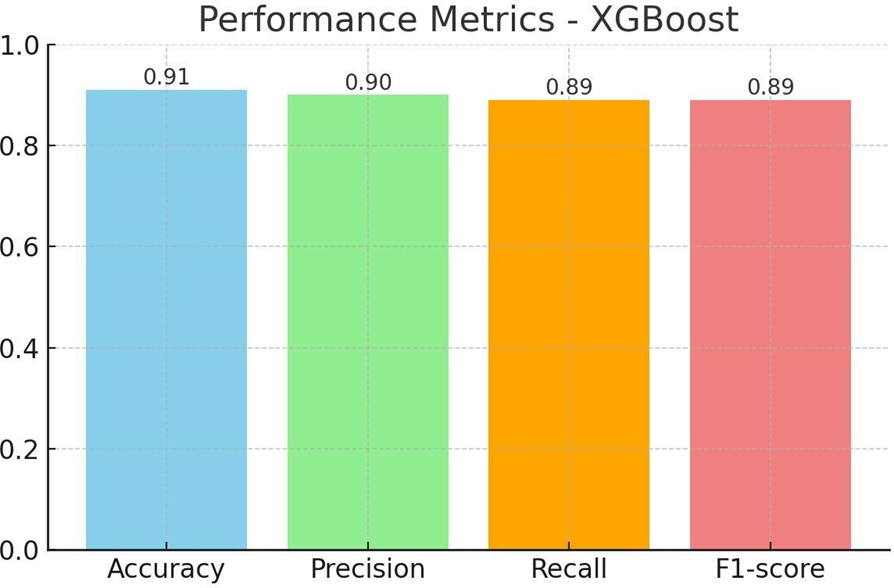 Performance Metrics - XGBoost
1.0
0.8
0.6
0.4
0.2
0.0
0.91
0.90
0.89
0.89
Accuracy
Precision
Recall
F1-score